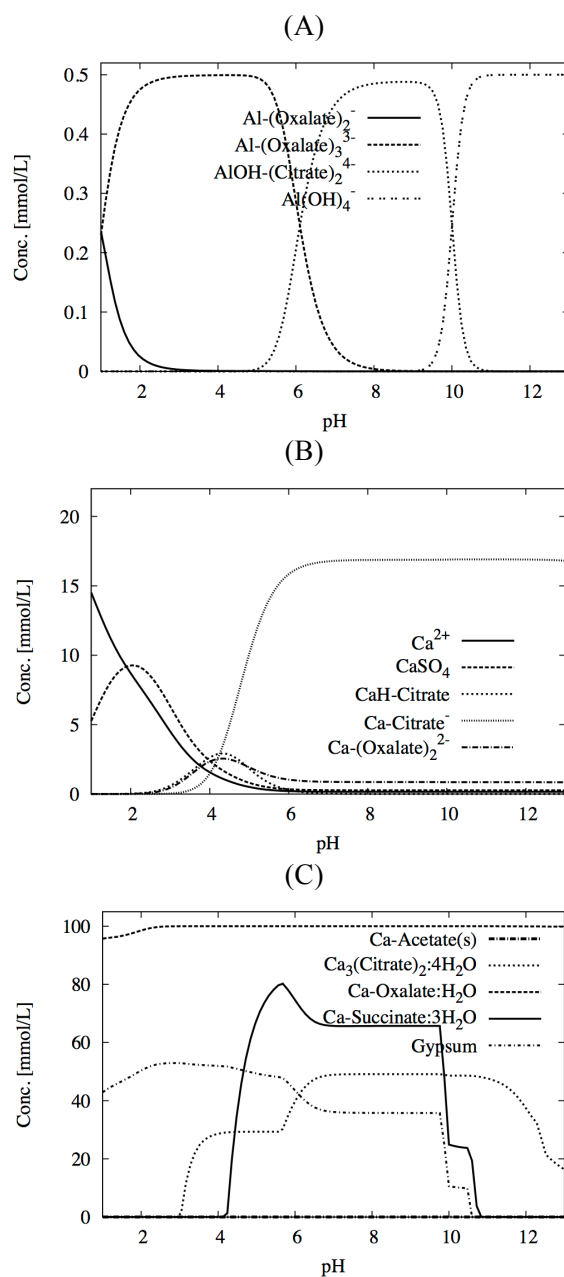 (A)
0.5
0.4
0.3
0.2
0.1
0
Conc. [mmol/L]
Al-(Oxalate)₂⁻
Al-(Oxalate)₃³⁻
AlOH-(Citrate)₂⁴⁻
Al(OH)₄⁻
2 4 6 8 10 12
pH
(B)
20
15
10
5
0
Conc. [mmol/L]
Ca²⁺
CaSO₄
CaH-Citrate
Ca-Citrate⁻
Ca-(Oxalate)₂²⁻
2 4 6 8 10 12
pH
(C)
100
80
60
40
20
0
Conc. [mmol/L]
Ca-Acetate(s)
Ca₃(Citrate)₂:4H₂O
Ca-Oxalate:H₂O
Ca-Succinate:3H₂O
Gypsum
2 4 6 8 10 12
pH